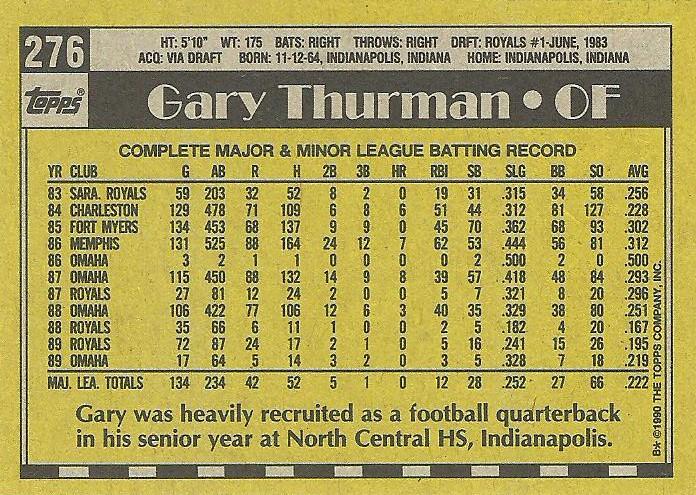 276
HT: 5'10" WT: 175 BATS: RIGHT THROWS: RIGHT DRFT: ROYALS #1-JUNE, 1983
ACQ: VIA DRAFT BORN: 11-12-64, INDIANAPOLIS, INDIANA HOME: INDIANAPOLIS, INDIANA
topps®
Gary Thurman • OF
COMPLETE MAJOR & MINOR LEAGUE BATTING RECORD
YR CLUB G AB R H 2B 3B HR RBI SB SLG BB SO AVG
83 SARA. ROYALS 59 203 32 52 8 2 0 19 31 .315 34 58 .256
84 CHARLESTON 129 478 71 109 6 8 6 51 44 .312 81 127 .228
85 FORT MYERS 134 453 68 137 9 9 0 45 70 .362 68 93 .302
86 MEMPHIS 131 525 88 164 24 12 7 62 53 .444 56 81 .312
86 OMAHA 3 2 1 1 0 0 0 0 2 .500 2 0 .500
87 OMAHA 115 450 88 132 14 9 8 39 57 .418 48 84 .293
87 ROYALS 27 81 12 24 2 0 0 5 7 .321 8 20 .296
88 OMAHA 106 422 77 106 12 6 3 40 35 .329 38 80 .251
88 ROYALS 35 66 6 11 1 0 0 2 5 .182 4 20 .167
89 ROYALS 72 87 24 17 2 1 0 5 16 .241 15 26 .195
89 OMAHA 17 64 5 14 3 2 0 3 5 .328 7 18 .219
MAJ. LEA. TOTALS 134 234 42 52 5 1 0 12 28 .252 27 66 .222
Gary was heavily recruited as a football quarterback
in his senior year at North Central HS, Indianapolis.
B* ©1990 THE TOPPS COMPANY, INC.